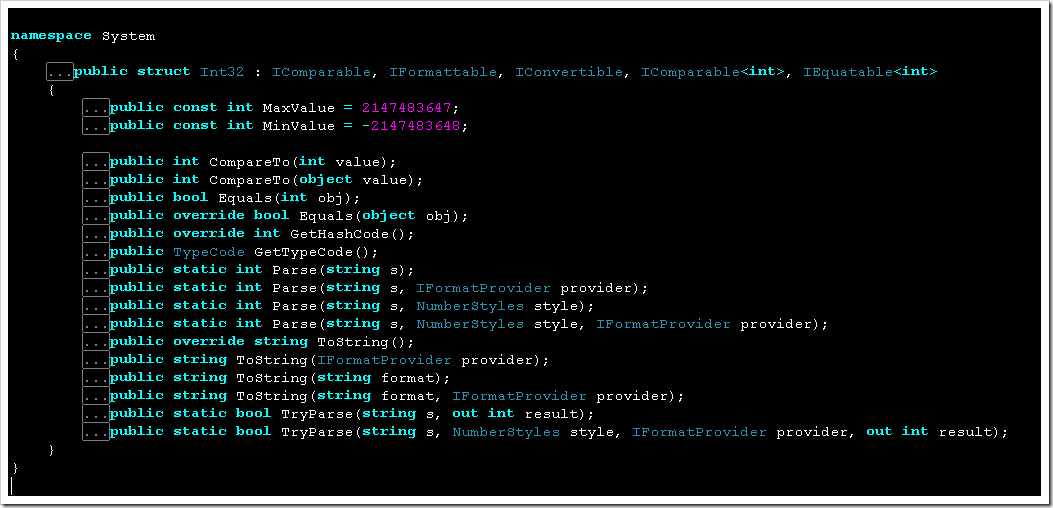 namespace System
{
    ...public struct Int32 : IComparable, IFormattable, IConvertible, IComparable<int>, IEquatable<int>
    {
        ...public const int MaxValue = 2147483647;
        ...public const int MinValue = -2147483648;

        ...public int CompareTo(int value);
        ...public int CompareTo(object value);
        ...public bool Equals(int obj);
        ...public override bool Equals(object obj);
        ...public override int GetHashCode();
        ...public TypeCode GetTypeCode();
        ...public static int Parse(string s);
        ...public static int Parse(string s, IFormatProvider provider);
        ...public static int Parse(string s, NumberStyles style);
        ...public static int Parse(string s, NumberStyles style, IFormatProvider provider);
        ...public override string ToString();
        ...public string ToString(IFormatProvider provider);
        ...public string ToString(string format);
        ...public string ToString(string format, IFormatProvider provider);
        ...public static bool TryParse(string s, out int result);
        ...public static bool TryParse(string s, NumberStyles style, IFormatProvider provider, out int result);
    }
}